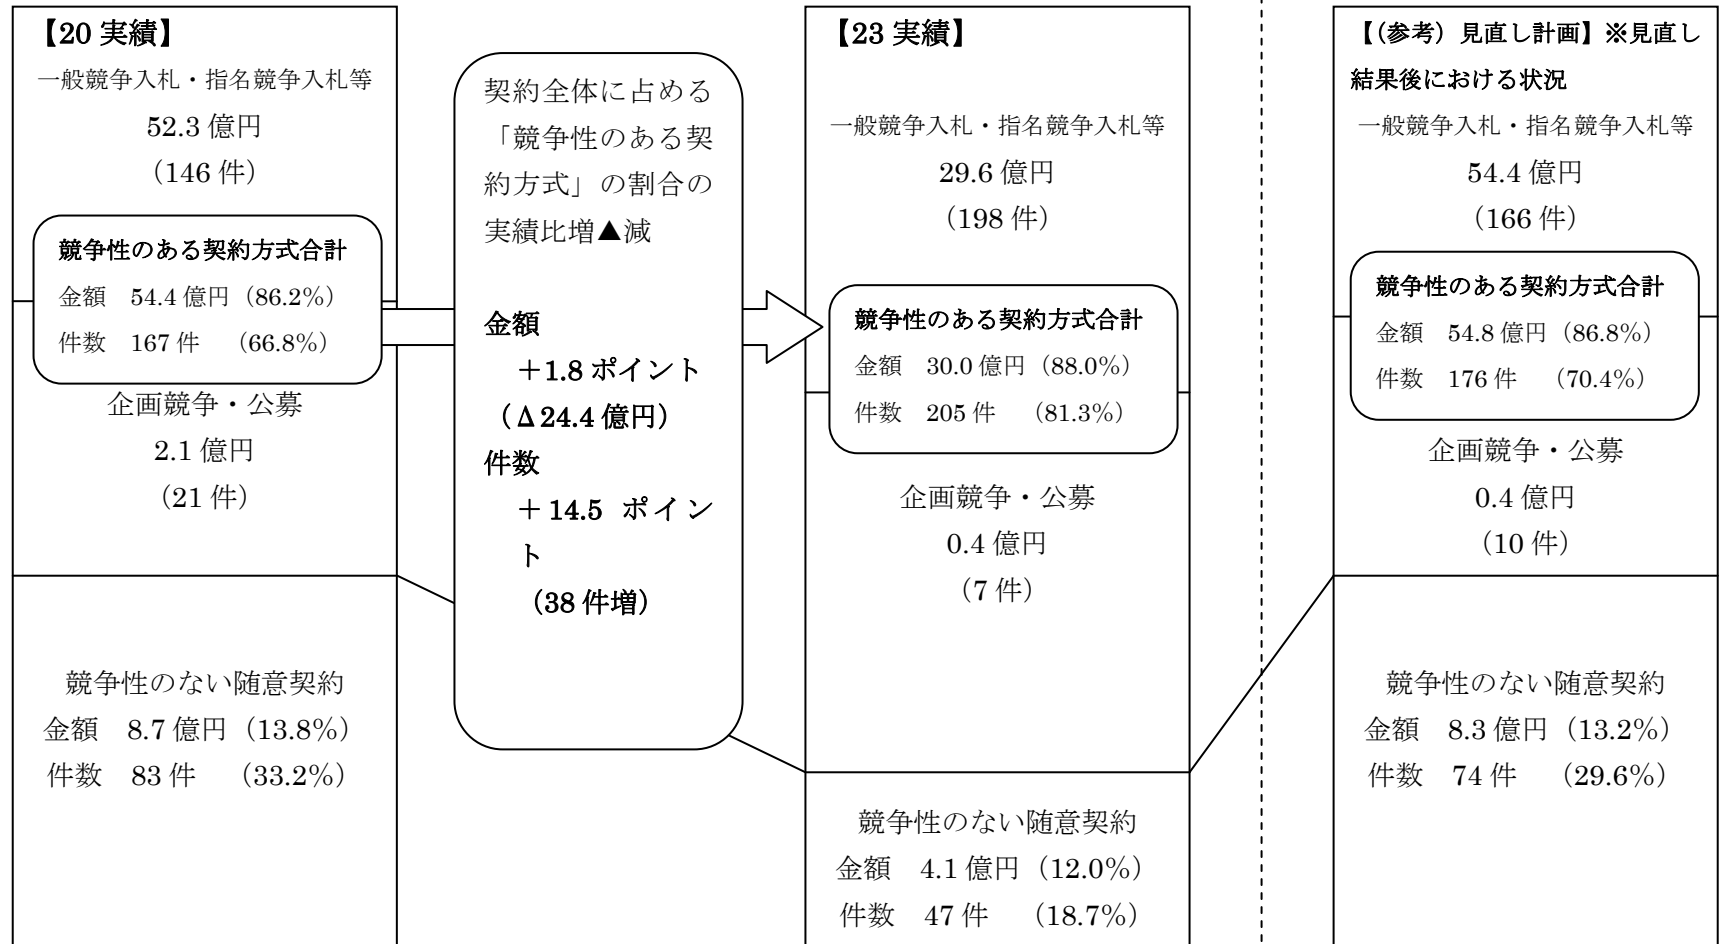 【20 実績】
一般競争入札・指名競争入札等
52.3 億円
（146 件）
競争性のある契約方式合計
金額　54.4 億円（86.2％）
件数　167 件　（66.8％）
企画競争・公募
2.1 億円
（21 件）
競争性のない随意契約
金額　8.7 億円（13.8％）
件数　83 件　（33.2％）
契約全体に占める
「競争性のある契
約方式」の割合の
実績比増▲減
金額
＋1.8 ポイント
（Δ24.4 億円）
件数
＋14.5 ポイン
ト
（38 件増）
【23 実績】
一般競争入札・指名競争入札等
29.6 億円
（198 件）
競争性のある契約方式合計
金額　30.0 億円（88.0％）
件数　205 件　（81.3％）
企画競争・公募
0.4 億円
（7 件）
競争性のない随意契約
金額　4.1 億円（12.0％）
件数　47 件　（18.7％）
【（参考）見直し計画】※見直し
結果後における状況
一般競争入札・指名競争入札等
54.4 億円
（166 件）
競争性のある契約方式合計
金額　54.8 億円（86.8％）
件数　176 件　（70.4％）
企画競争・公募
0.4 億円
（10 件）
競争性のない随意契約
金額　8.3 億円（13.2％）
件数　74 件　（29.6％）